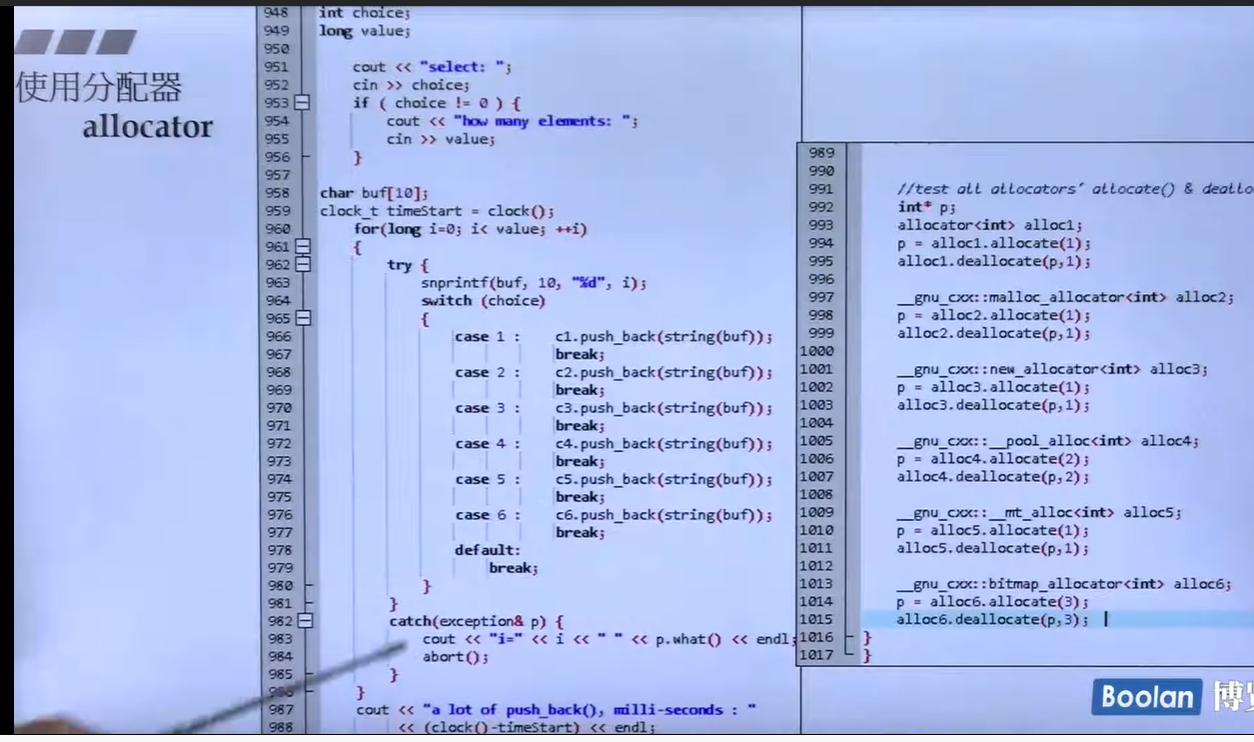 使用分配器
allocator
948 int choice;
949 long value;
950
951 cout << "select: ";
952 cin >> choice;
953 if ( choice != 0 ) {
954 cout << "how many elements: ";
955 cin >> value;
956 }
957
958 char buf[10];
959 clock_t timeStart = clock();
960 for(long i=0; i< value; ++i)
961 {
962 try {
963 snprintf(buf, 10, "%d", i);
964 switch (choice)
965 {
966 case 1 : c1.push_back(string(buf));
967 break;
968 case 2 : c2.push_back(string(buf));
969 break;
970 case 3 : c3.push_back(string(buf));
971 break;
972 case 4 : c4.push_back(string(buf));
973 break;
974 case 5 : c5.push_back(string(buf));
975 break;
976 case 6 : c6.push_back(string(buf));
977 break;
978 default:
979 break;
980 }
981 }
982 catch(exception& p) {
983 cout << "i=" << i << " " << p.what() << endl;
984 abort();
985 }
986 }
987 cout << "a lot of push_back(), milli-seconds : "
988 << (clock()-timeStart) << endl;
989
990
991 //test all allocators' allocate() & deallo
992 int* p;
993 allocator<int> alloc1;
994 p = alloc1.allocate(1);
995 alloc1.deallocate(p,1);
996
997 __gnu_cxx::malloc_allocator<int> alloc2;
998 p = alloc2.allocate(1);
999 alloc2.deallocate(p,1);
1000
1001 __gnu_cxx::new_allocator<int> alloc3;
1002 p = alloc3.allocate(1);
1003 alloc3.deallocate(p,1);
1004
1005 __gnu_cxx::__pool_alloc<int> alloc4;
1006 p = alloc4.allocate(2);
1007 alloc4.deallocate(p,2);
1008
1009 __gnu_cxx::__mt_alloc<int> alloc5;
1010 p = alloc5.allocate(1);
1011 alloc5.deallocate(p,1);
1012
1013 __gnu_cxx::bitmap_allocator<int> alloc6;
1014 p = alloc6.allocate(3);
1015 alloc6.deallocate(p,3);
1016 }
1017 }
Boolan 博览